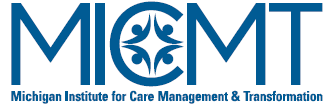 MICMT
Michigan Institute for Care Management & Transformation